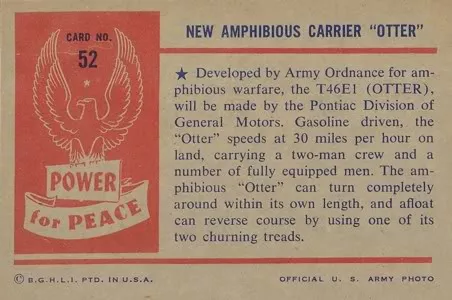 CARD NO.
52
POWER
for PEACE
NEW AMPHIBIOUS CARRIER “OTTER”
★ Developed by Army Ordnance for am-
phibious warfare, the T46E1 (OTTER),
will be made by the Pontiac Division of
General Motors. Gasoline driven, the
“Otter” speeds at 30 miles per hour on
land, carrying a two-man crew and a
number of fully equipped men. The am-
phibious “Otter” can turn completely
around within its own length, and afloat
can reverse course by using one of its
two churning treads.
© B.G.H.L.I. PTD. IN U.S.A.
OFFICIAL U. S. ARMY PHOTO